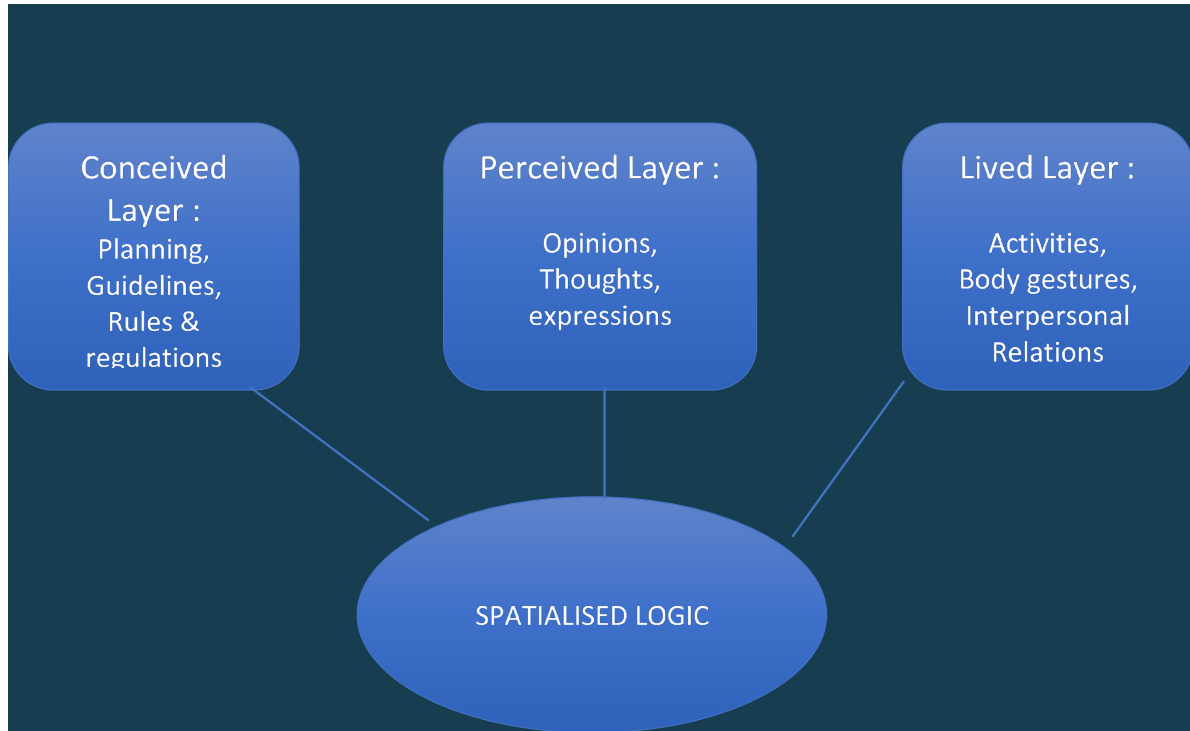 Conceived
Layer :
Planning,
Guidelines,
Rules &
regulations
Perceived Layer :
Opinions,
Thoughts,
expressions
Lived Layer :
Activities,
Body gestures,
Interpersonal
Relations
SPATIALISED LOGIC